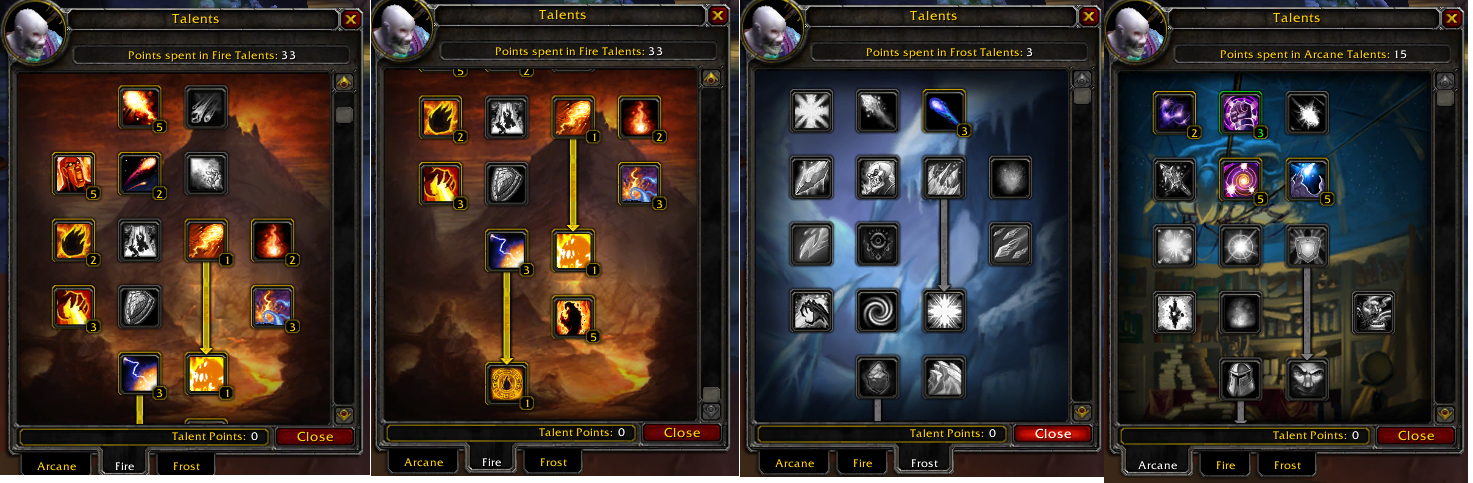 Talents
Points spent in Fire Talents: 33
5
5
2
2
1
2
3
3
3
1
Talent Points: 0
Close
Arcane
Fire
Frost
Talents
Points spent in Fire Talents: 33
5
2
2
1
2
3
3
3
1
5
1
Talent Points: 0
Close
Arcane
Fire
Frost
Talents
Points spent in Frost Talents: 3
3
Talent Points: 0
Close
Arcane
Fire
Frost
Talents
Points spent in Arcane Talents: 15
2
3
5
5
Talent Points: 0
Close
Arcane
Fire
Frost